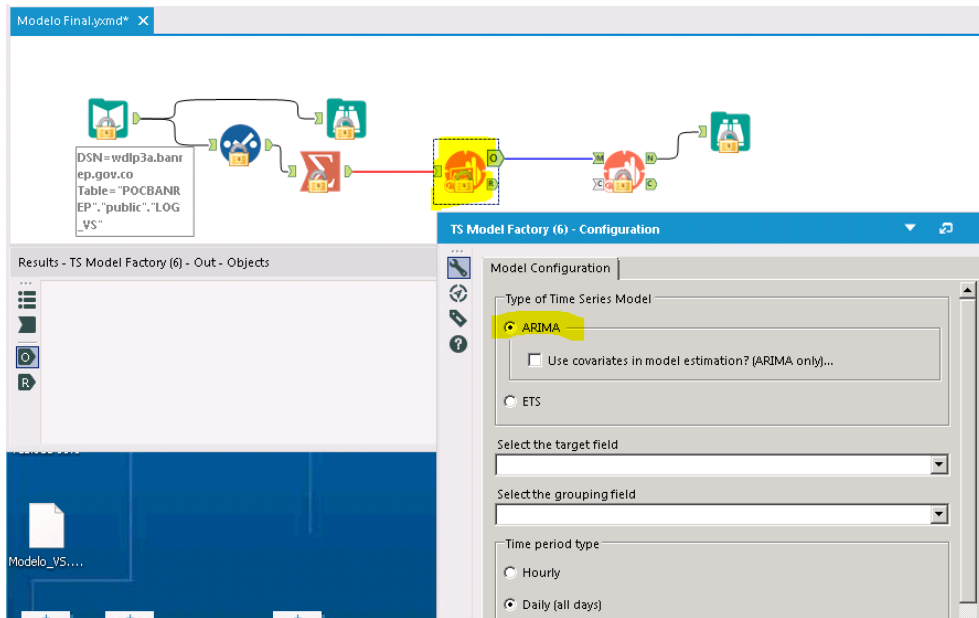 Modelo Final.yxmd* X
DSN=wdlp3a.banr
ep.gov.co
Table="POCBANR
EP"."public"."LOG
_VS"
O
R
M
C
N
C
TS Model Factory (6) - Configuration
Results - TS Model Factory (6) - Out - Objects
Model Configuration
Type of Time Series Model
ARIMA
Use covariates in model estimation? (ARIMA only)...
ETS
O
R
Select the target field
Select the grouping field
Time period type
Hourly
Daily (all days)
Modelo_VS....